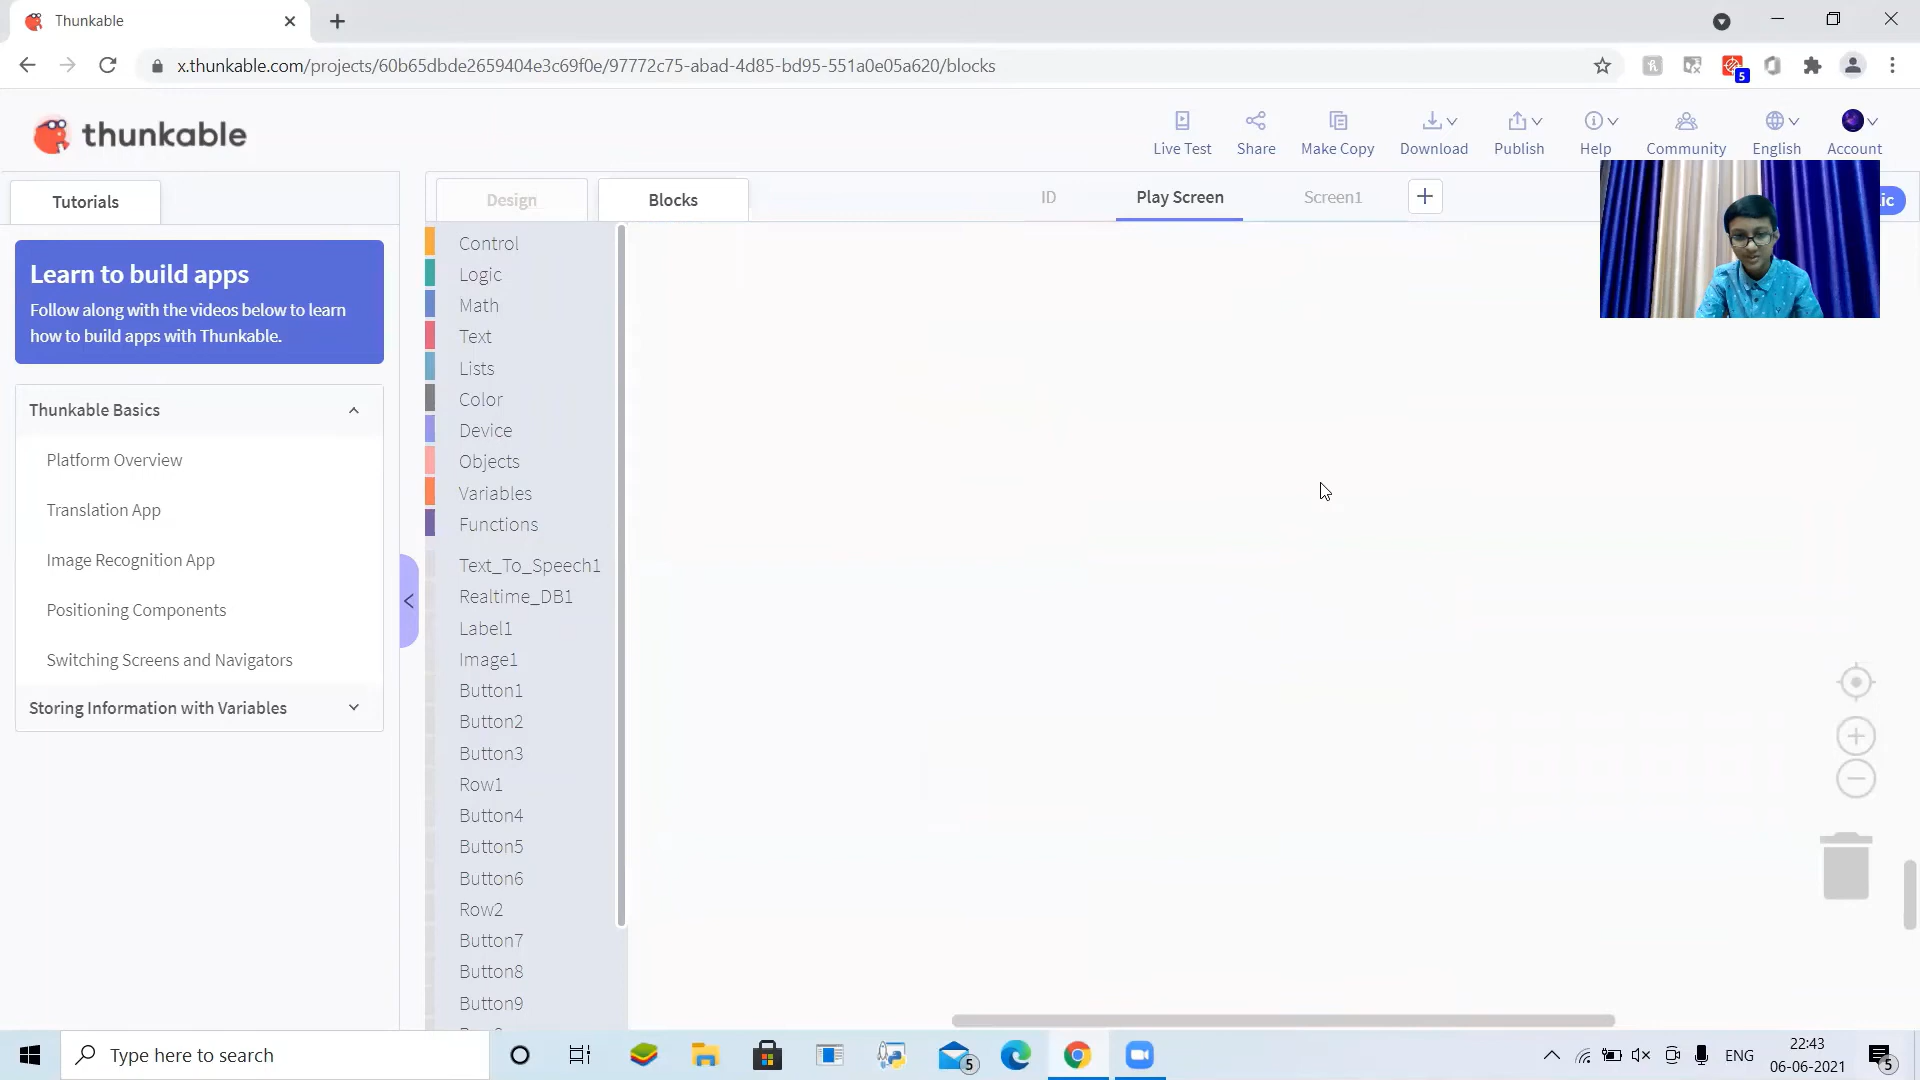 Thunkable
x.thunkable.com/projects/60b65dbde2659404e3c69f0e/97772c75-abad-4d85-bd95-551a0e05a620/blocks
5
thunkable
Live Test
Share
Make Copy
Download
Publish
Help
Community
English
Account
Tutorials
Design
Blocks
ID
Play Screen
Screen1
ic
Learn to build apps
Follow along with the videos below to learn
how to build apps with Thunkable.
Thunkable Basics
Platform Overview
Translation App
Image Recognition App
Positioning Components
Switching Screens and Navigators
Storing Information with Variables
Control
Logic
Math
Text
Lists
Color
Device
Objects
Variables
Functions
Text_To_Speech1
Realtime_DB1
Label1
Image1
Button1
Button2
Button3
Row1
Button4
Button5
Button6
Row2
Button7
Button8
Button9
Type here to search
5
ENG
22:43
06-06-2021
5